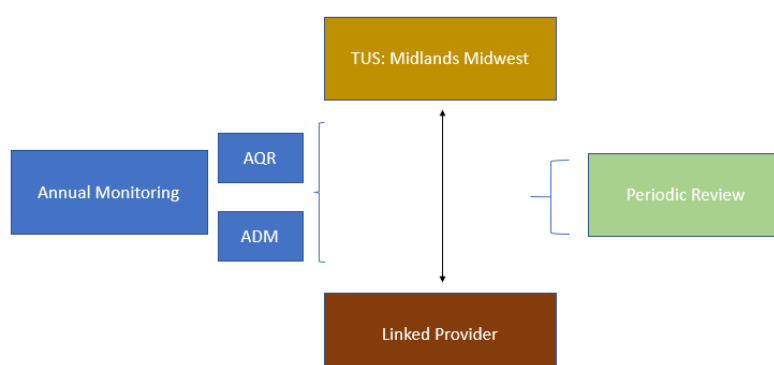 TUS: Midlands Midwest
AQR
Annual Monitoring
Periodic Review
ADM
Linked Provider